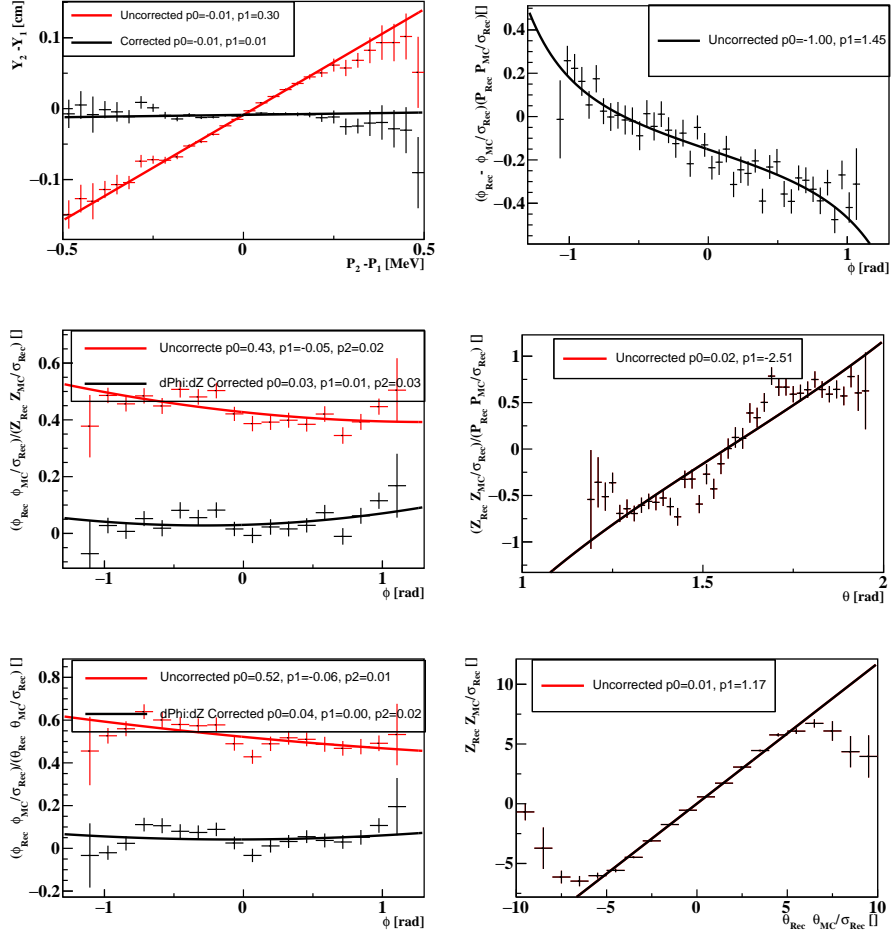 Y2 -Y1 [cm]
Uncorrected p0=-0.01, p1=0.30
Corrected p0=-0.01, p1=0.01
0.1
0
−0.1
−0.5
0
0.5
P2 -P1 [MeV]
(ϕRec - ϕMC/σRec)(PRec PMC/σRec)[]
Uncorrected p0=-1.00, p1=1.45
0.4
0.2
−0.0
−0.2
−0.4
−1
0
1
ϕ [rad]
(ϕRec ϕMC/σRec)/(ZRec ZMC/σRec) []
Uncorrecte p0=0.43, p1=-0.05, p2=0.02
dPhi:dZ Corrected p0=0.03, p1=0.01, p2=0.03
0.6
0.4
0.2
0
−1
0
1
ϕ [rad]
(ZRec ZMC/σRec)/(PRec PMC/σRec) []
Uncorrected p0=0.02, p1=-2.51
1
0.5
0.0
−0.5
−1
1
1.5
2
θ [rad]
(ϕRec ϕMC/σRec)/(θRec θMC/σRec) []
Uncorrected p0=0.52, p1=-0.06, p2=0.01
dPhi:dZ Corrected p0=0.04, p1=0.00, p2=0.02
0.8
0.6
0.4
0.2
0
−0.2
−1
0
1
ϕ [rad]
ZRec ZMC/σRec []
Uncorrected p0=0.01, p1=1.17
10
5
0
−5
−10
−5
0
5
10
θRec θMC/σRec []